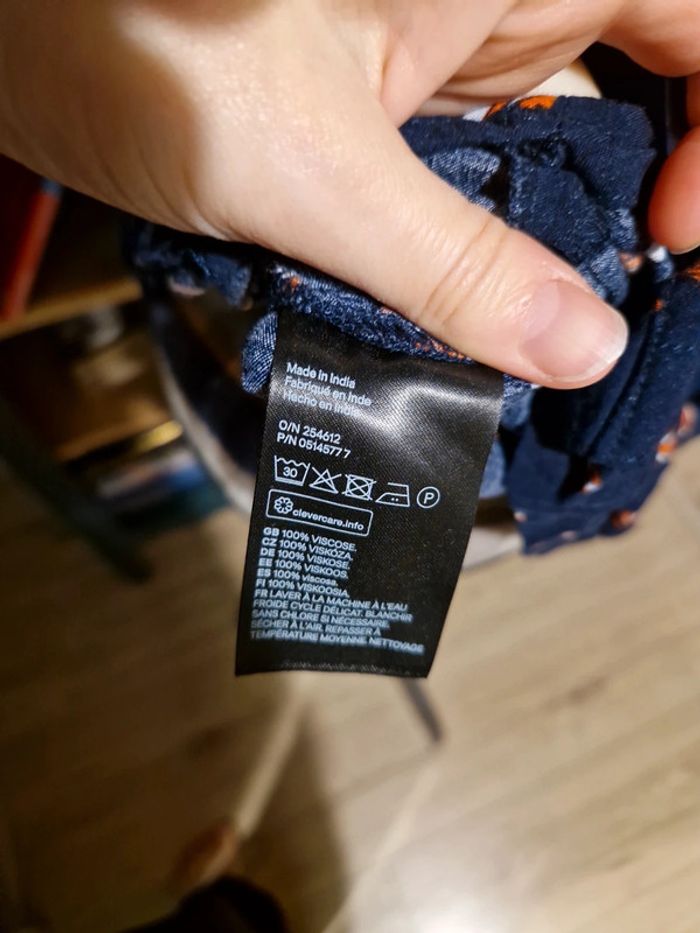 Made in India
Fabriqué en Inde
Hecho en India
O/N 254612
P/N 0514577 7
30
P
clevercare.info
GB 100% VISCOSE.
CZ 100% VISKÓZA.
DE 100% VISKOSE.
EE 100% VISKOOS.
ES 100% viscosa.
FI 100% VISKOOSIA.
FR LAVER À LA MACHINE À L'EAU
FROIDE CYCLE DÉLICAT. BLANCHIR
SANS CHLORE SI NÉCESSAIRE.
SÉCHER À L'AIR. REPASSER À
TEMPÉRATURE MOYENNE. NETTOYAGE